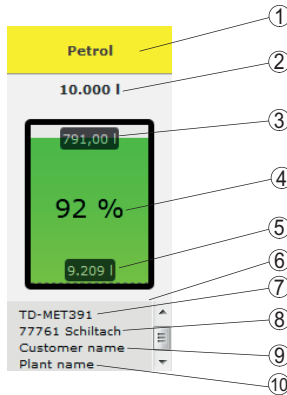 Petrol
①
10.000 l
②
791,00 l
③
92 %
④
9.209 l
⑤
⑥
TD-MET391
⑦
77761 Schiltach
⑧
Customer name
⑨
Plant name
⑩